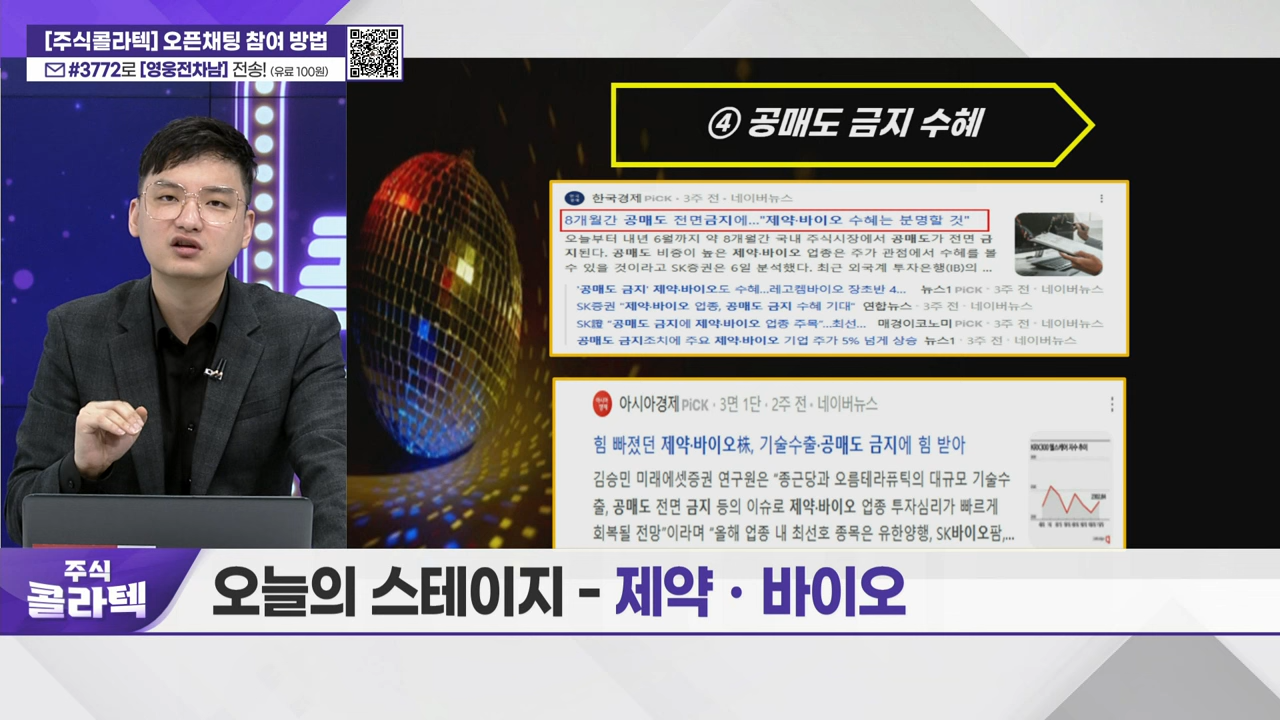 [주식콜라텍] 오픈채팅 참여 방법
#3772로 [영웅전차남] 전송! (유료 100원)
④ 공매도 금지 수혜
한국경제 PiCK · 3주 전 · 네이버뉴스
8개월간 공매도 전면금지에..."제약·바이오 수혜는 분명할 것"
오늘부터 내년 6월까지 약 8개월간 국내 주식시장에서 공매도가 전면 금
지된다. 공매도 비중이 높은 제약·바이오 업종은 주가 관점에서 수혜를 볼
수 있을 것이라고 SK증권은 6일 분석했다. 최근 외국계 투자은행(IB)의 ...
'공매도 금지' 제약·바이오도 수혜...레고켐바이오 장초반 4... 뉴스1 PiCK · 3주 전 · 네이버뉴스
SK증권 "제약·바이오 업종, 공매도 금지 수혜 기대" 연합뉴스 · 3주 전 · 네이버뉴스
SK證 "공매도 금지에 제약·바이오 업종 주목"...최선... 매경이코노미 PiCK · 3주 전 · 네이버뉴스
공매도 금지조치에 주요 제약·바이오 기업 주가 5% 넘게 상승 뉴스1 · 3주 전 · 네이버뉴스
아시아경제 PiCK · 3면 1단 · 2주 전 · 네이버뉴스
힘 빠졌던 제약·바이오株, 기술수출·공매도 금지에 힘 받아
김승민 미래에셋증권 연구원은 "종근당과 오름테라퓨틱의 대규모 기술수
출, 공매도 전면 금지 등의 이슈로 제약·바이오 업종 투자심리가 빠르게
회복될 전망"이라며 "올해 업종 내 최선호 종목은 유한양행, SK바이오팜,...
KRX300 헬스케어 지수 추이
주식
콜라텍
오늘의 스테이지 - 제약 · 바이오